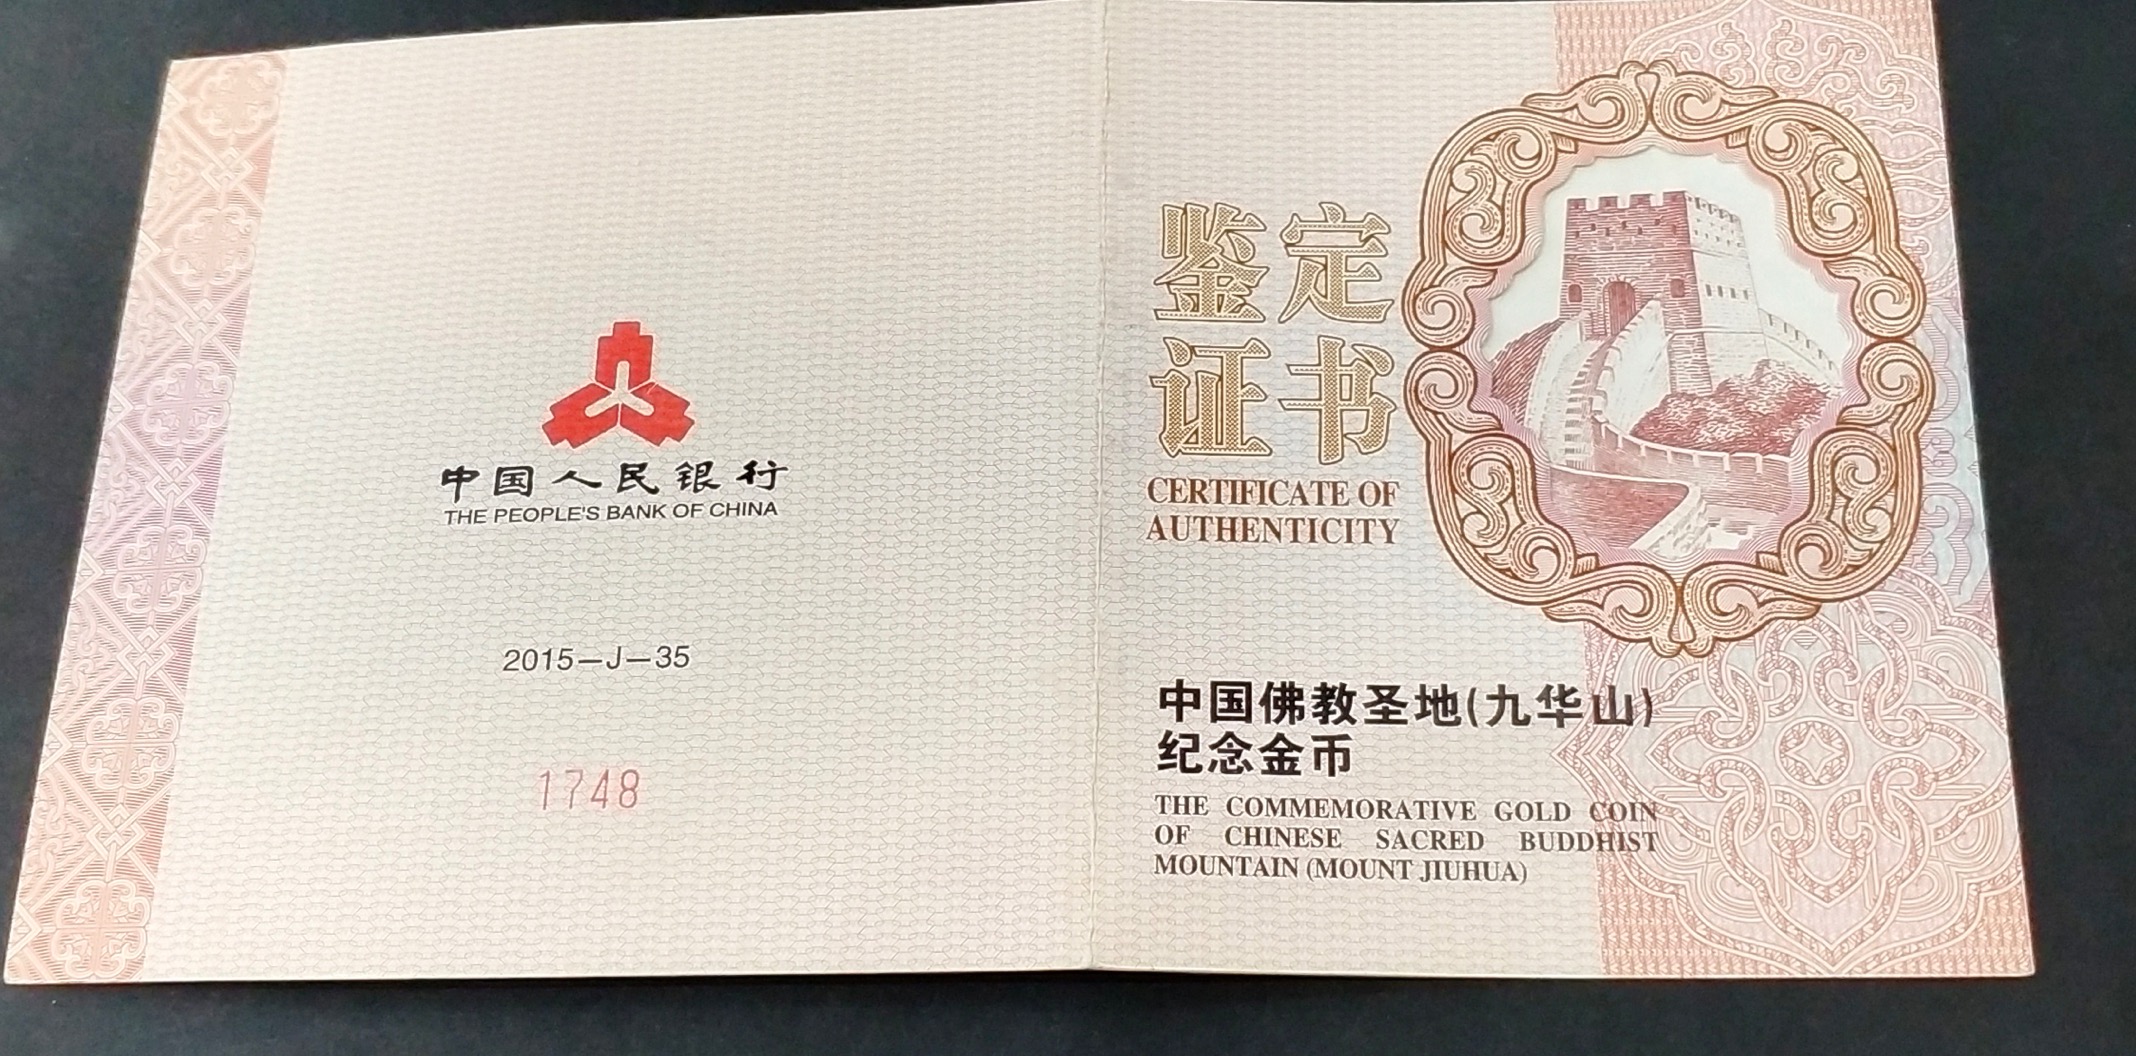 中国人民银行
THE PEOPLE'S BANK OF CHINA
2015-J-35
1748
鉴定
证书
CERTIFICATE OF
AUTHENTICITY
中国佛教圣地(九华山)
纪念金币
THE COMMEMORATIVE GOLD COIN
OF CHINESE SACRED BUDDHIST
MOUNTAIN (MOUNT JIUHUA)